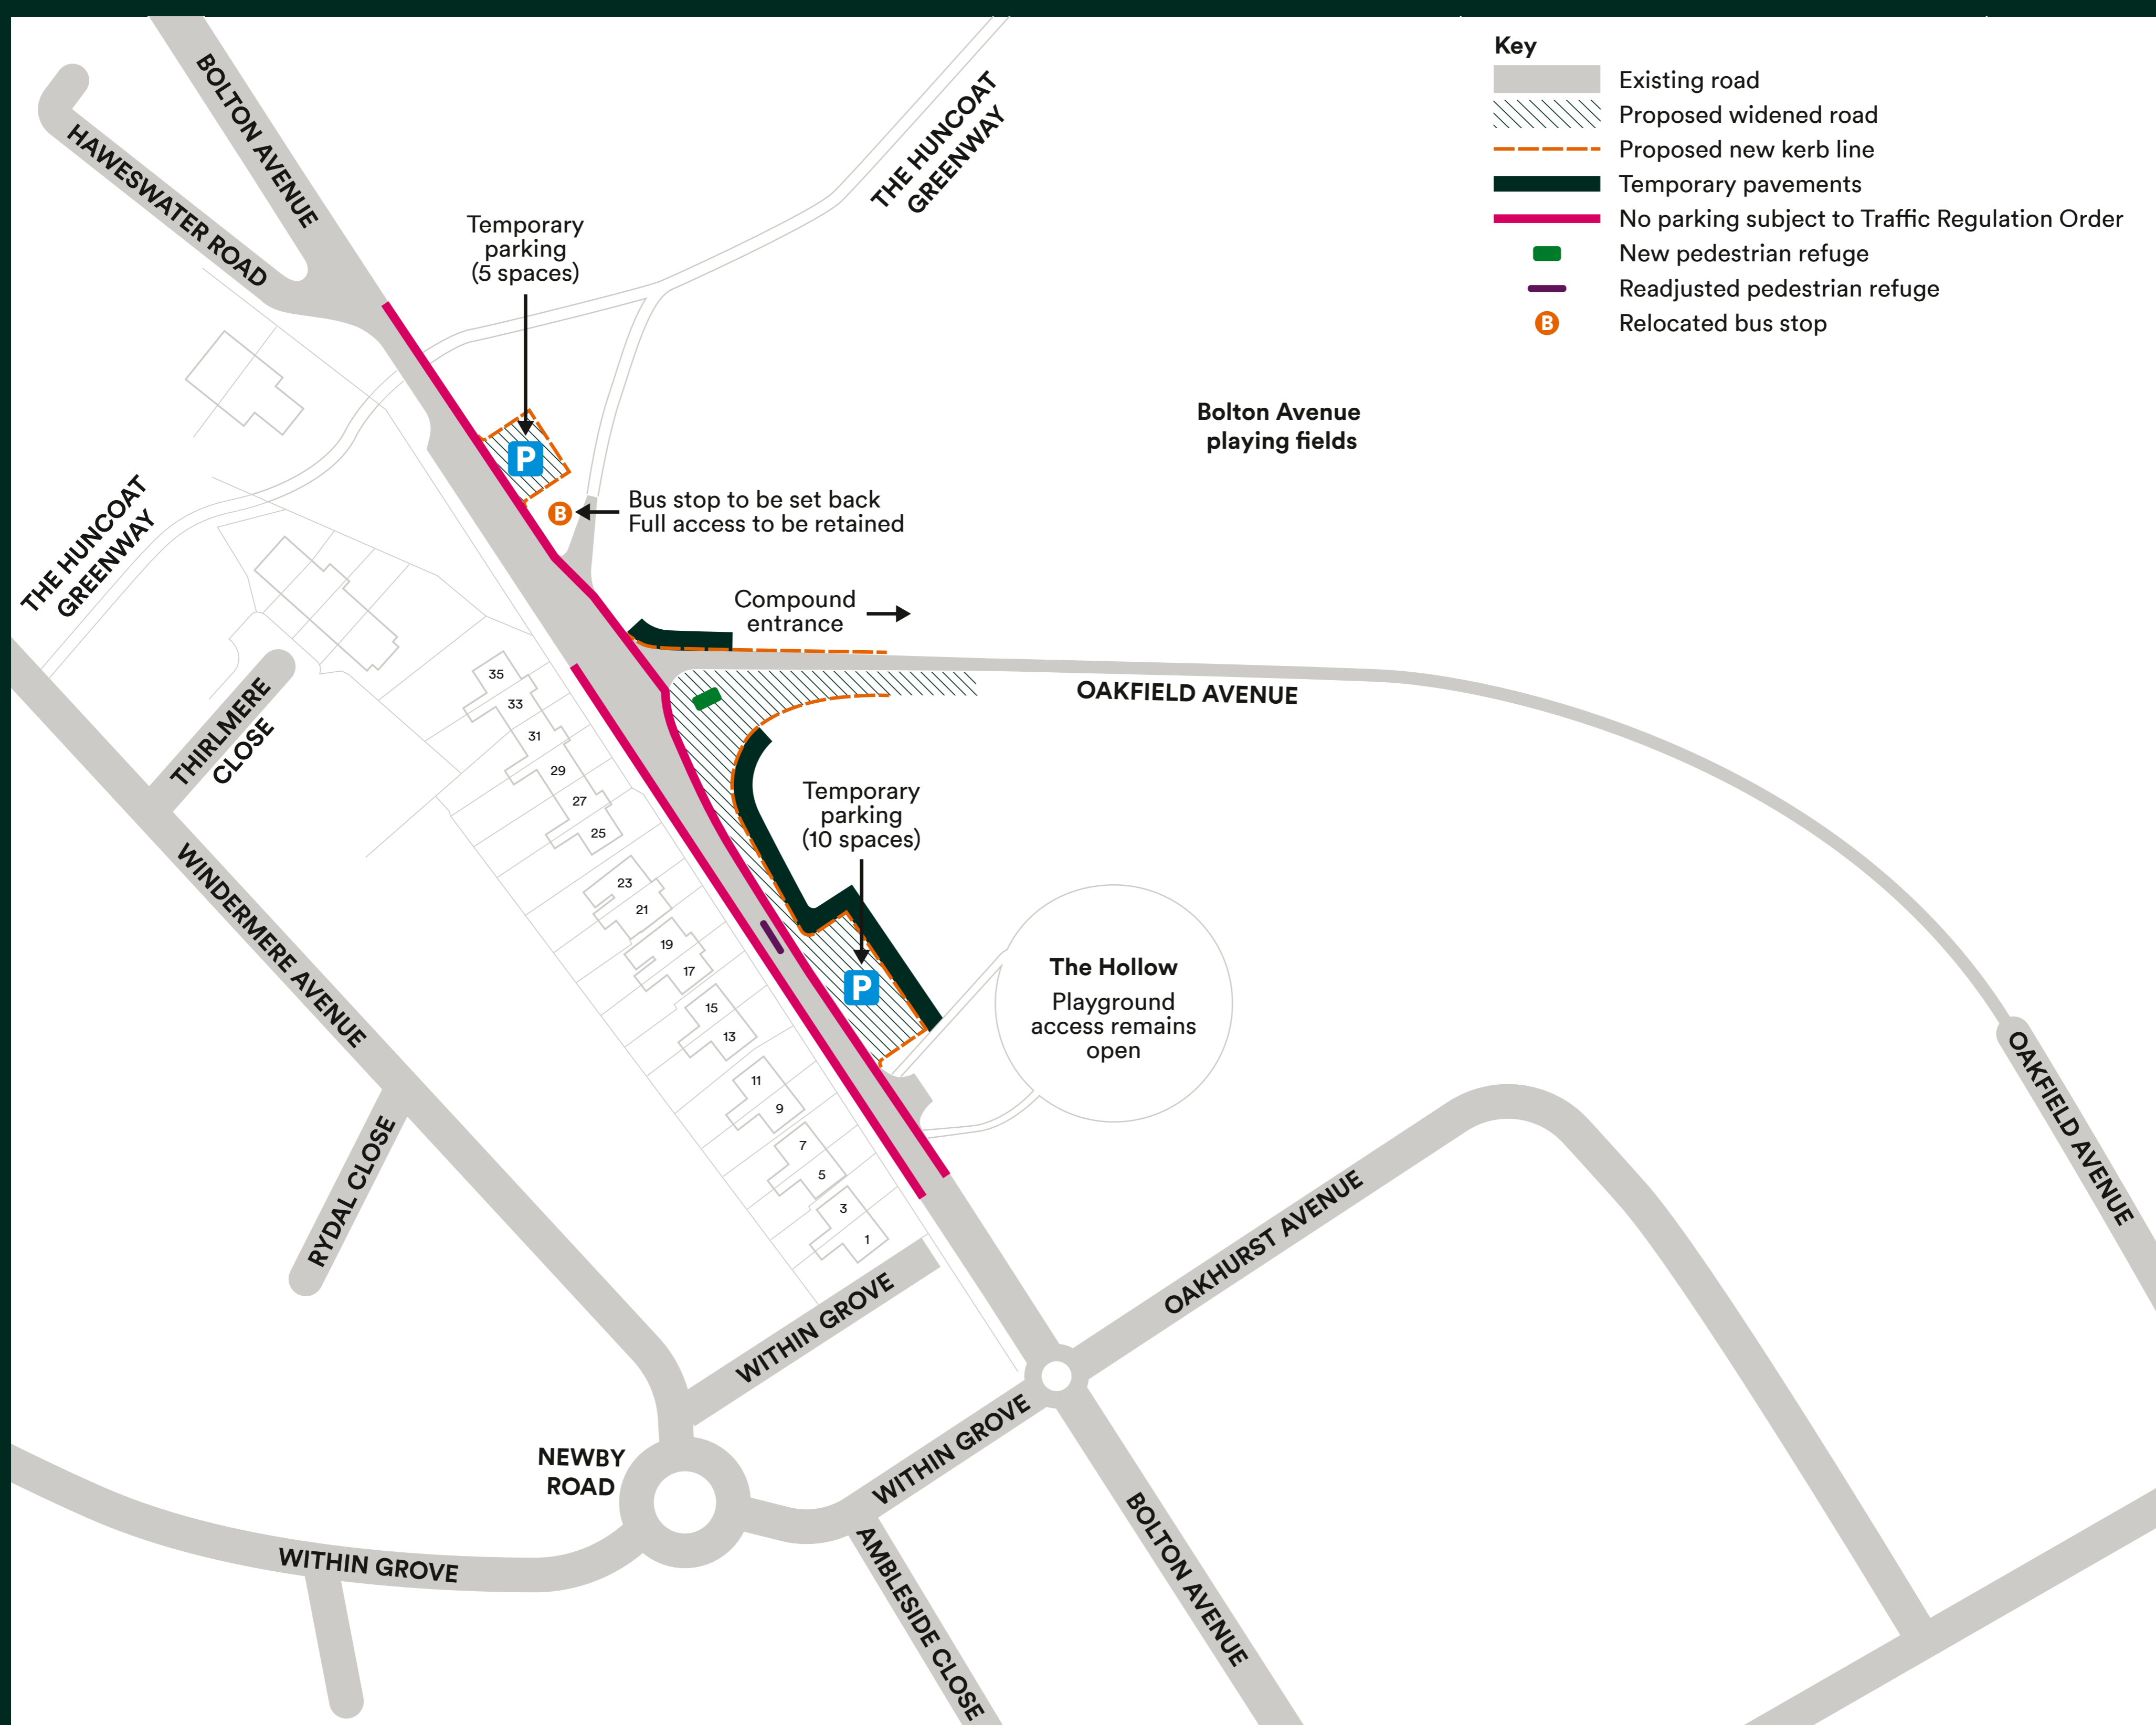 Key
Existing road
Proposed widened road
Proposed new kerb line
Temporary pavements
No parking subject to Traffic Regulation Order
New pedestrian refuge
Readjusted pedestrian refuge
B
Relocated bus stop
BOLTON AVENUE
HAWESWATER ROAD
THE HUNCOAT
GREENWAY
Temporary
parking
(5 spaces)
P
Bolton Avenue
playing fields
B
Bus stop to be set back
Full access to be retained
THE HUNCOAT
GREENWAY
Compound
entrance
OAKFIELD AVENUE
THIRLMERE
CLOSE
35
33
31
29
27
25
23
21
19
17
15
13
11
9
7
5
3
1
Temporary
parking
(10 spaces)
P
The Hollow
Playground
access remains
open
WINDERMERE AVENUE
RYDAL CLOSE
OAKFIELD AVENUE
OAKHURST AVENUE
WITHIN GROVE
WITHIN GROVE
NEWBY
ROAD
WITHIN GROVE
AMBLESIDE CLOSE
BOLTON AVENUE